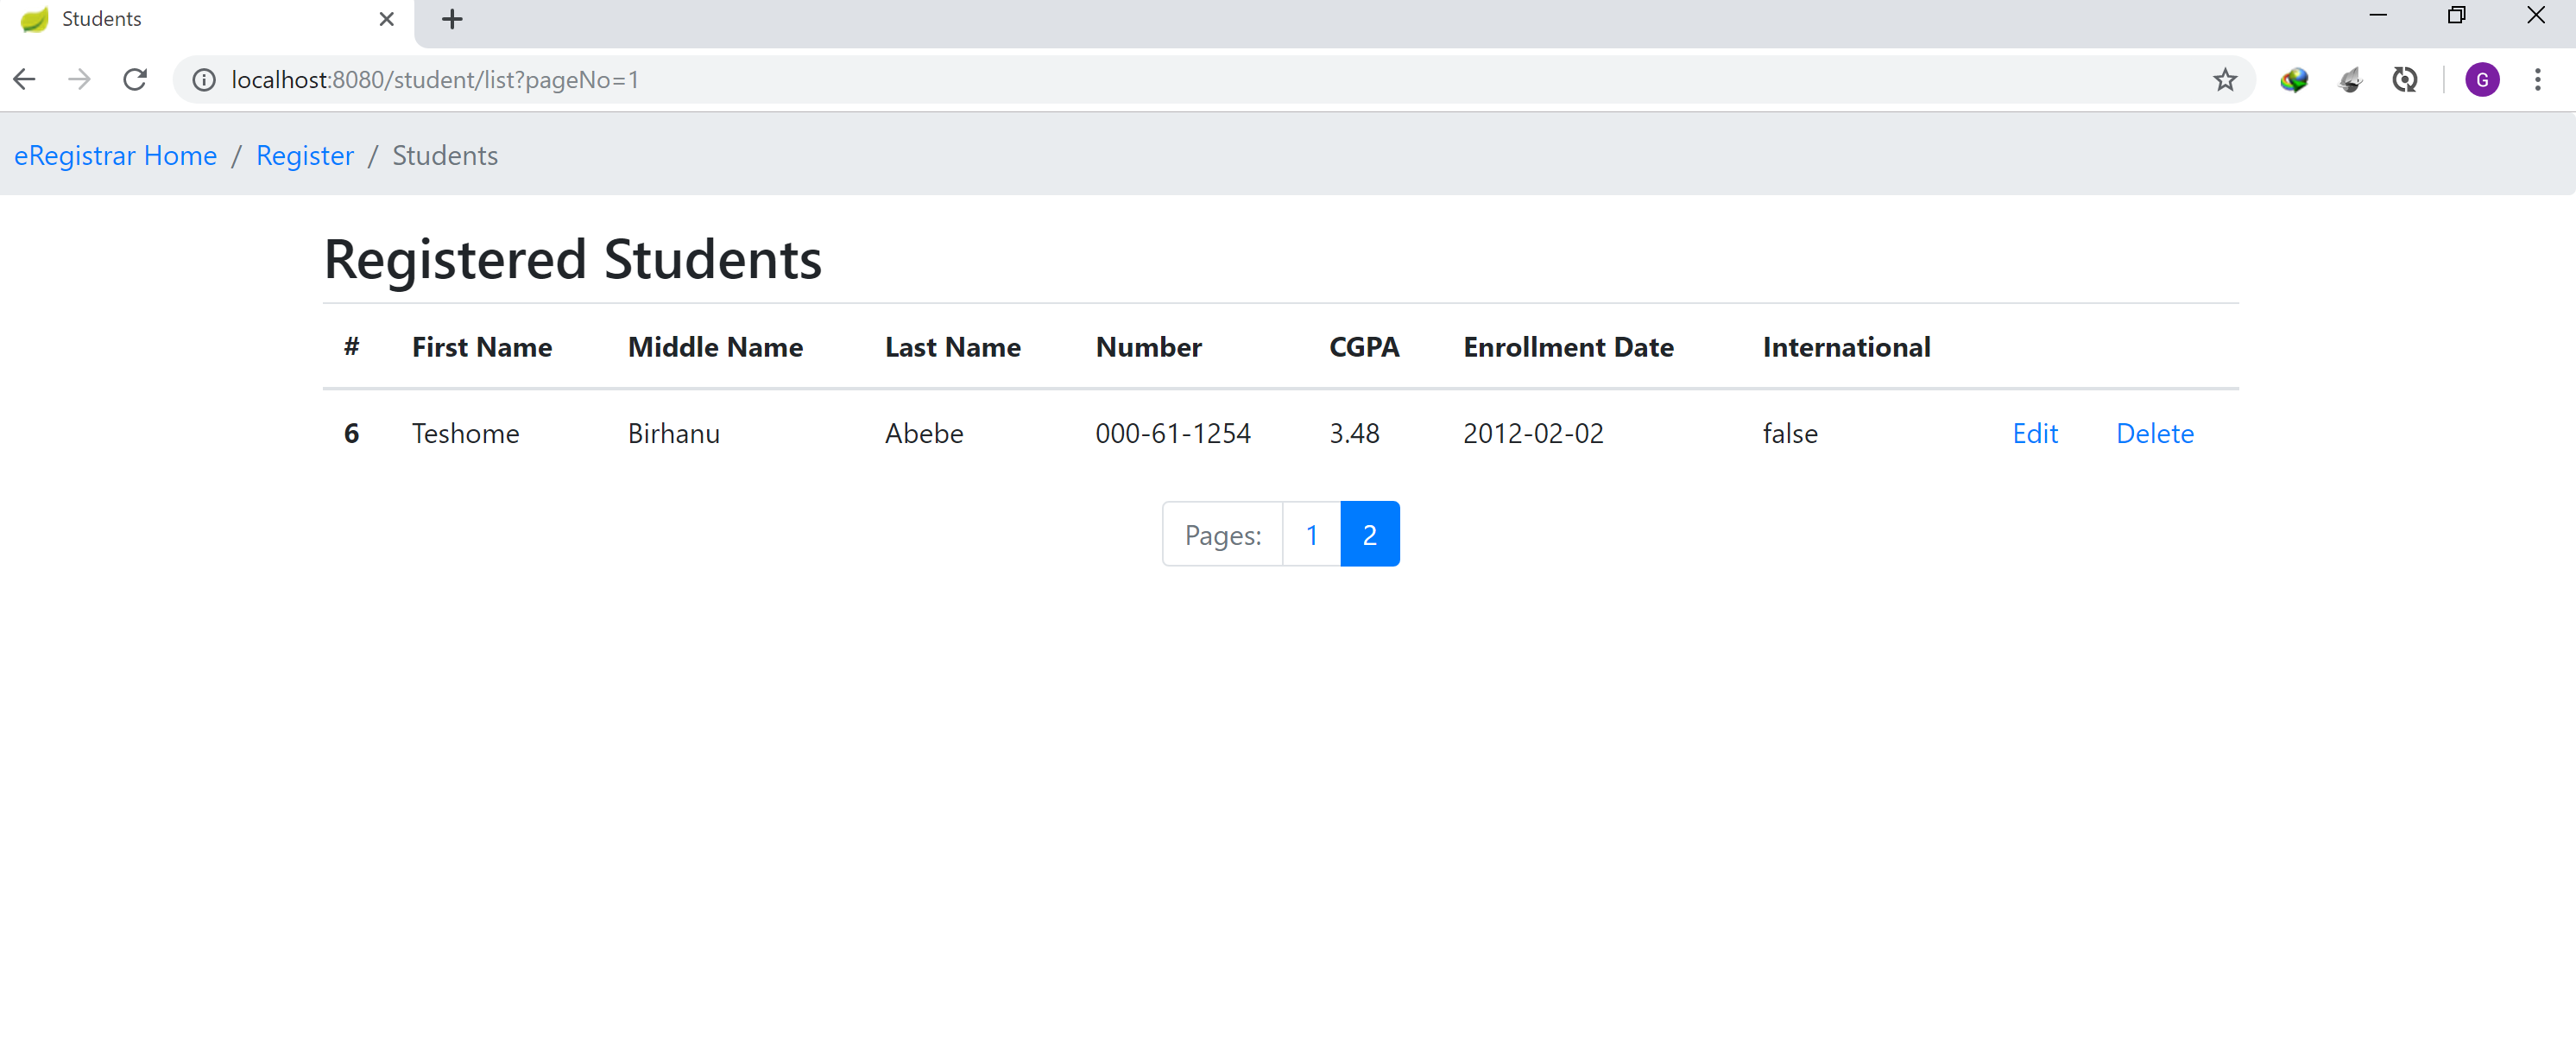 Students
localhost:8080/student/list?pageNo=1
G
eRegistrar Home / Register / Students
Registered Students
# First Name Middle Name Last Name Number CGPA Enrollment Date International
6 Teshome Birhanu Abebe 000-61-1254 3.48 2012-02-02 false Edit Delete
Pages: 1 2